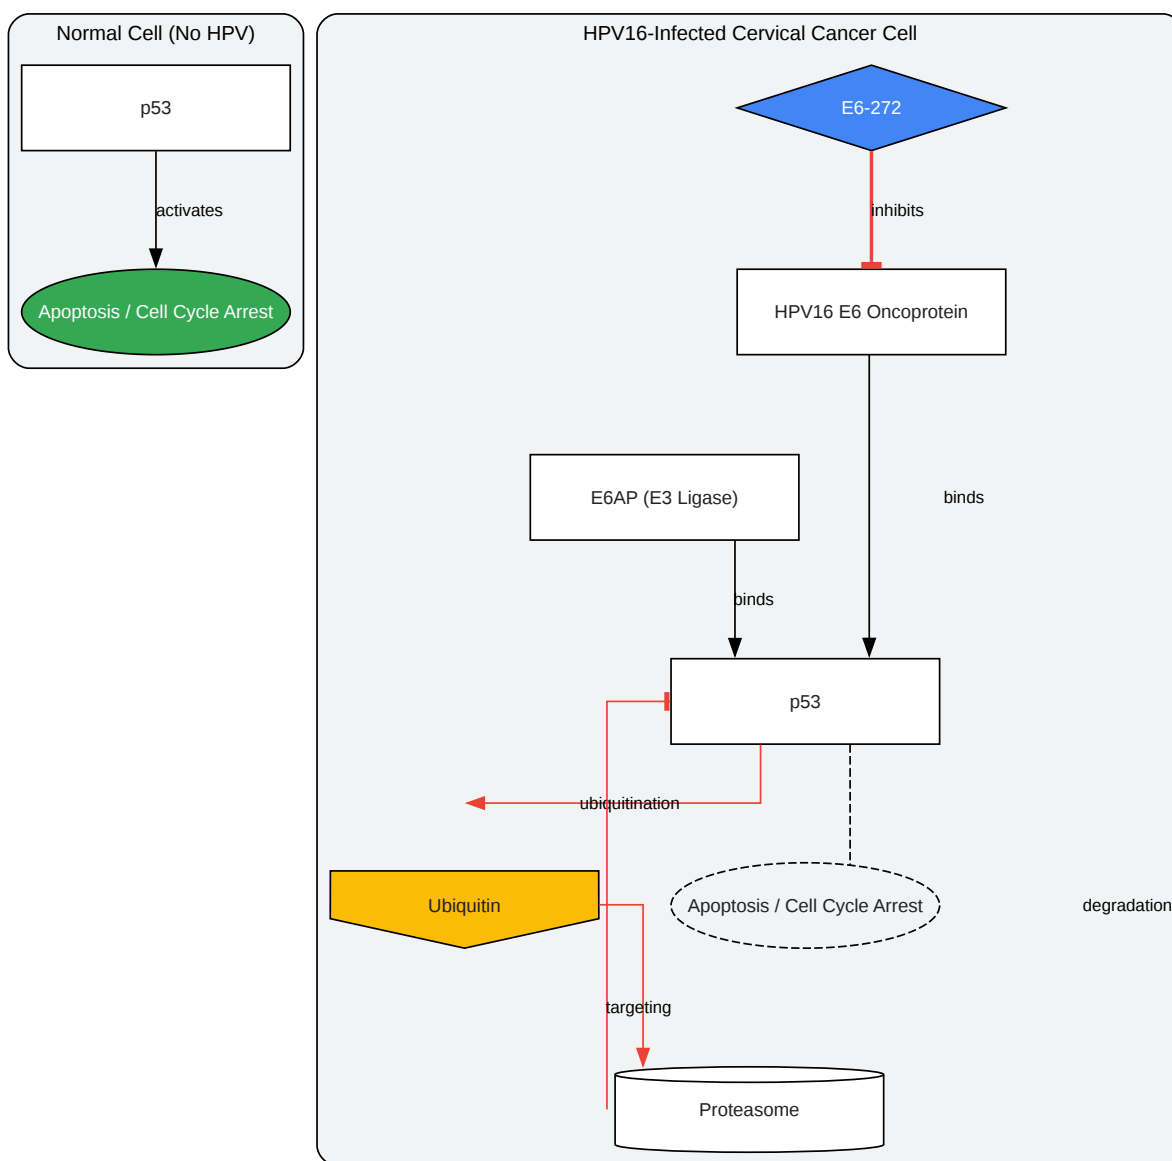 Normal Cell (No HPV)
p53
activates
Apoptosis / Cell Cycle Arrest
HPV16-Infected Cervical Cancer Cell
E6-272
inhibits
HPV16 E6 Oncoprotein
E6AP (E3 Ligase)
binds
binds
p53
ubiquitination
Ubiquitin
Apoptosis / Cell Cycle Arrest
degradation
targeting
Proteasome